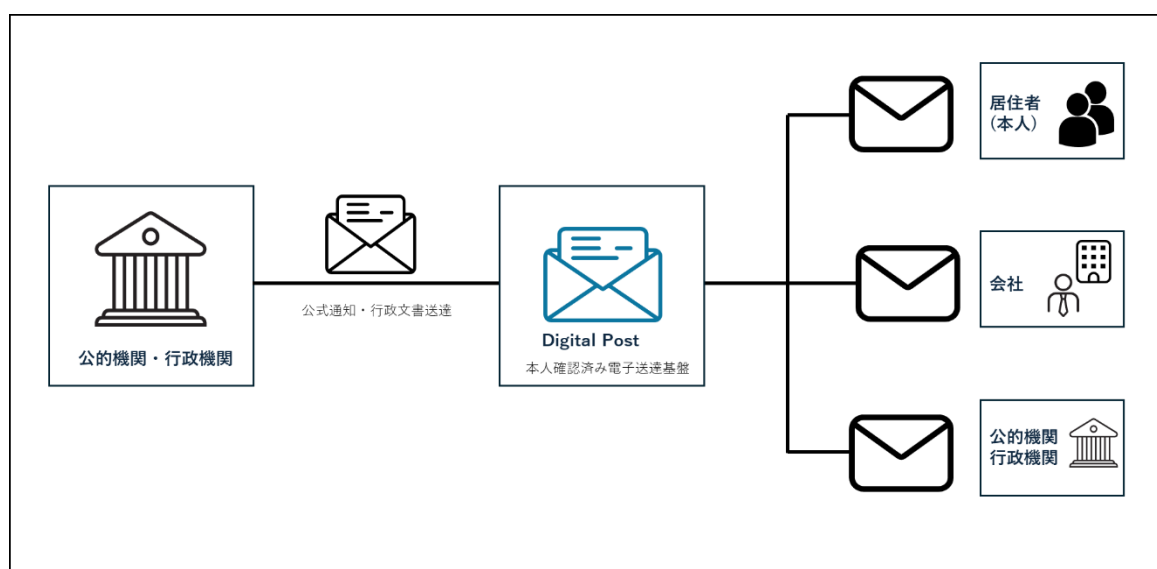 公的機関・行政機関
公式通知・行政文書送達
Digital Post
本人確認済み電子送達基盤
居住者
(本人)
会社
公的機関
行政機関